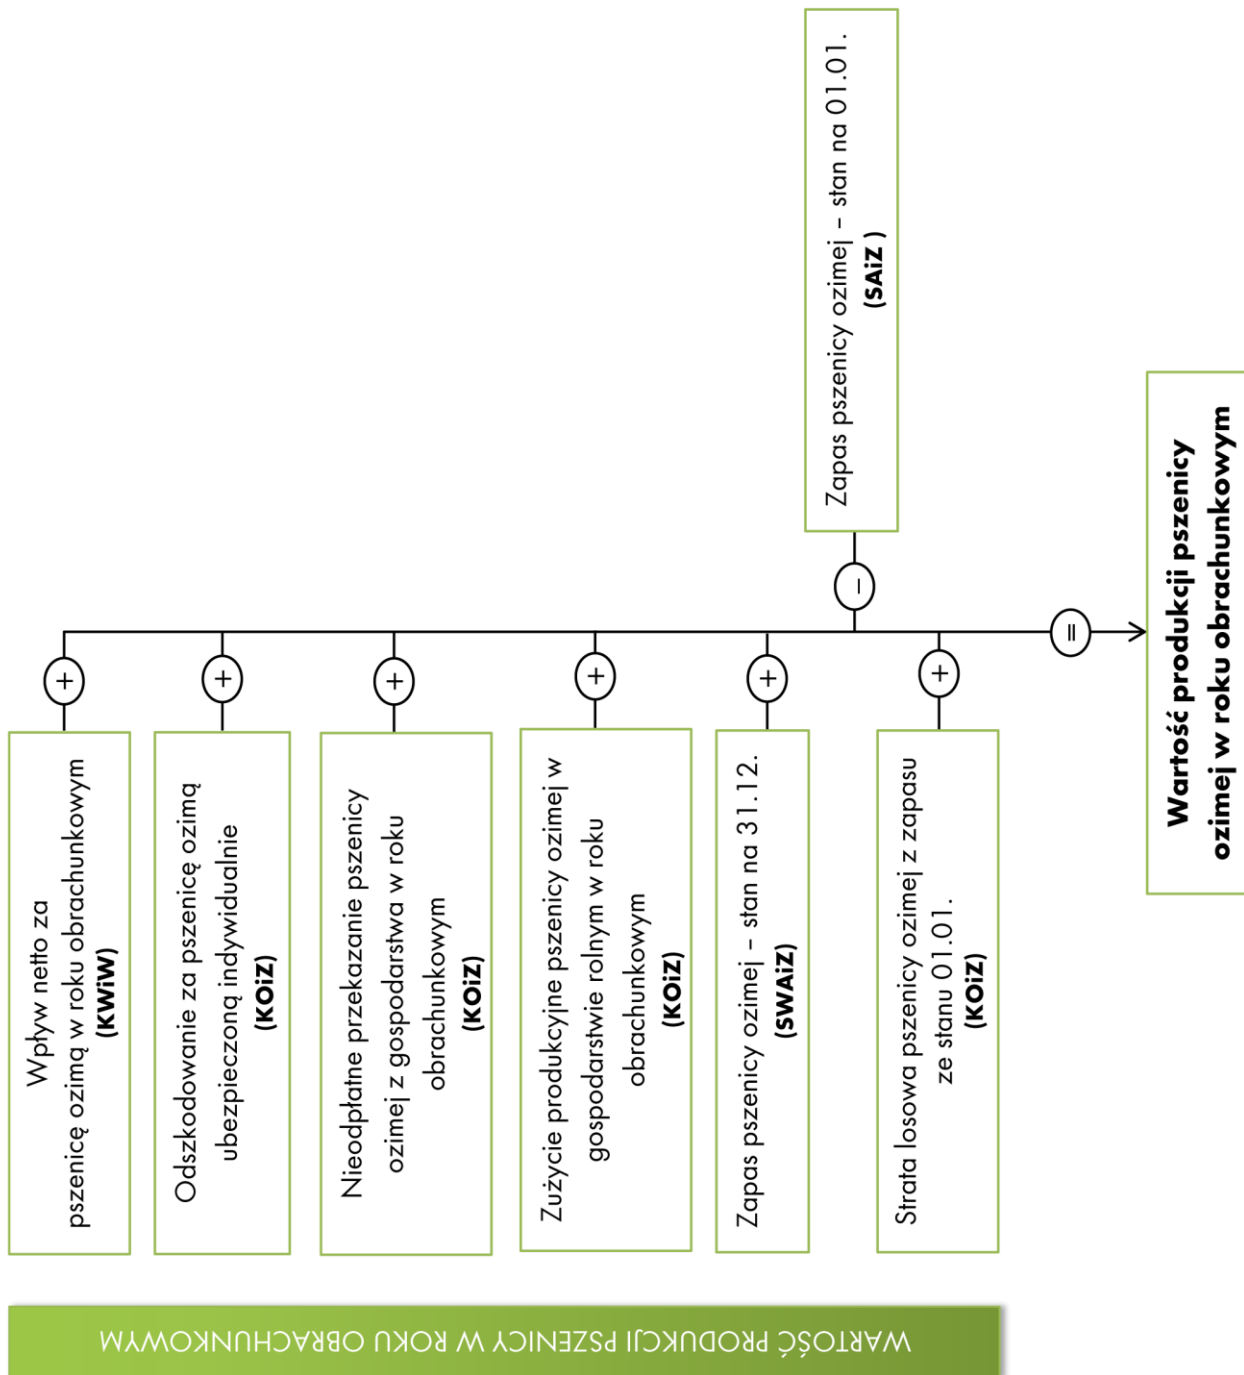 WARTOŚĆ PRODUKCJI PSZENICY W ROKU OBRACHUNKOWYM
Wpływ netto za
pszenicę ozimą w roku obrachunkowym
(KWiW)
+
Odszkodowanie za pszenicę ozimą
ubezpieczoną indywidualnie
(KOiZ)
+
Nieodpłatne przekazanie pszenicy
ozimej z gospodarstwa w roku
obrachunkowym
(KOiZ)
+
Zużycie produkcyjne pszenicy ozimej w
gospodarstwie rolnym w roku
obrachunkowym
(KOiZ)
+
Zapas pszenicy ozimej – stan na 31.12.
(SWAiZ)
+
Zapas pszenicy ozimej – stan na 01.01.
(SAiZ )
–
Strata losowa pszenicy ozimej z zapasu
ze stanu 01.01.
(KOiZ)
+
=
Wartość produkcji pszenicy
ozimej w roku obrachunkowym